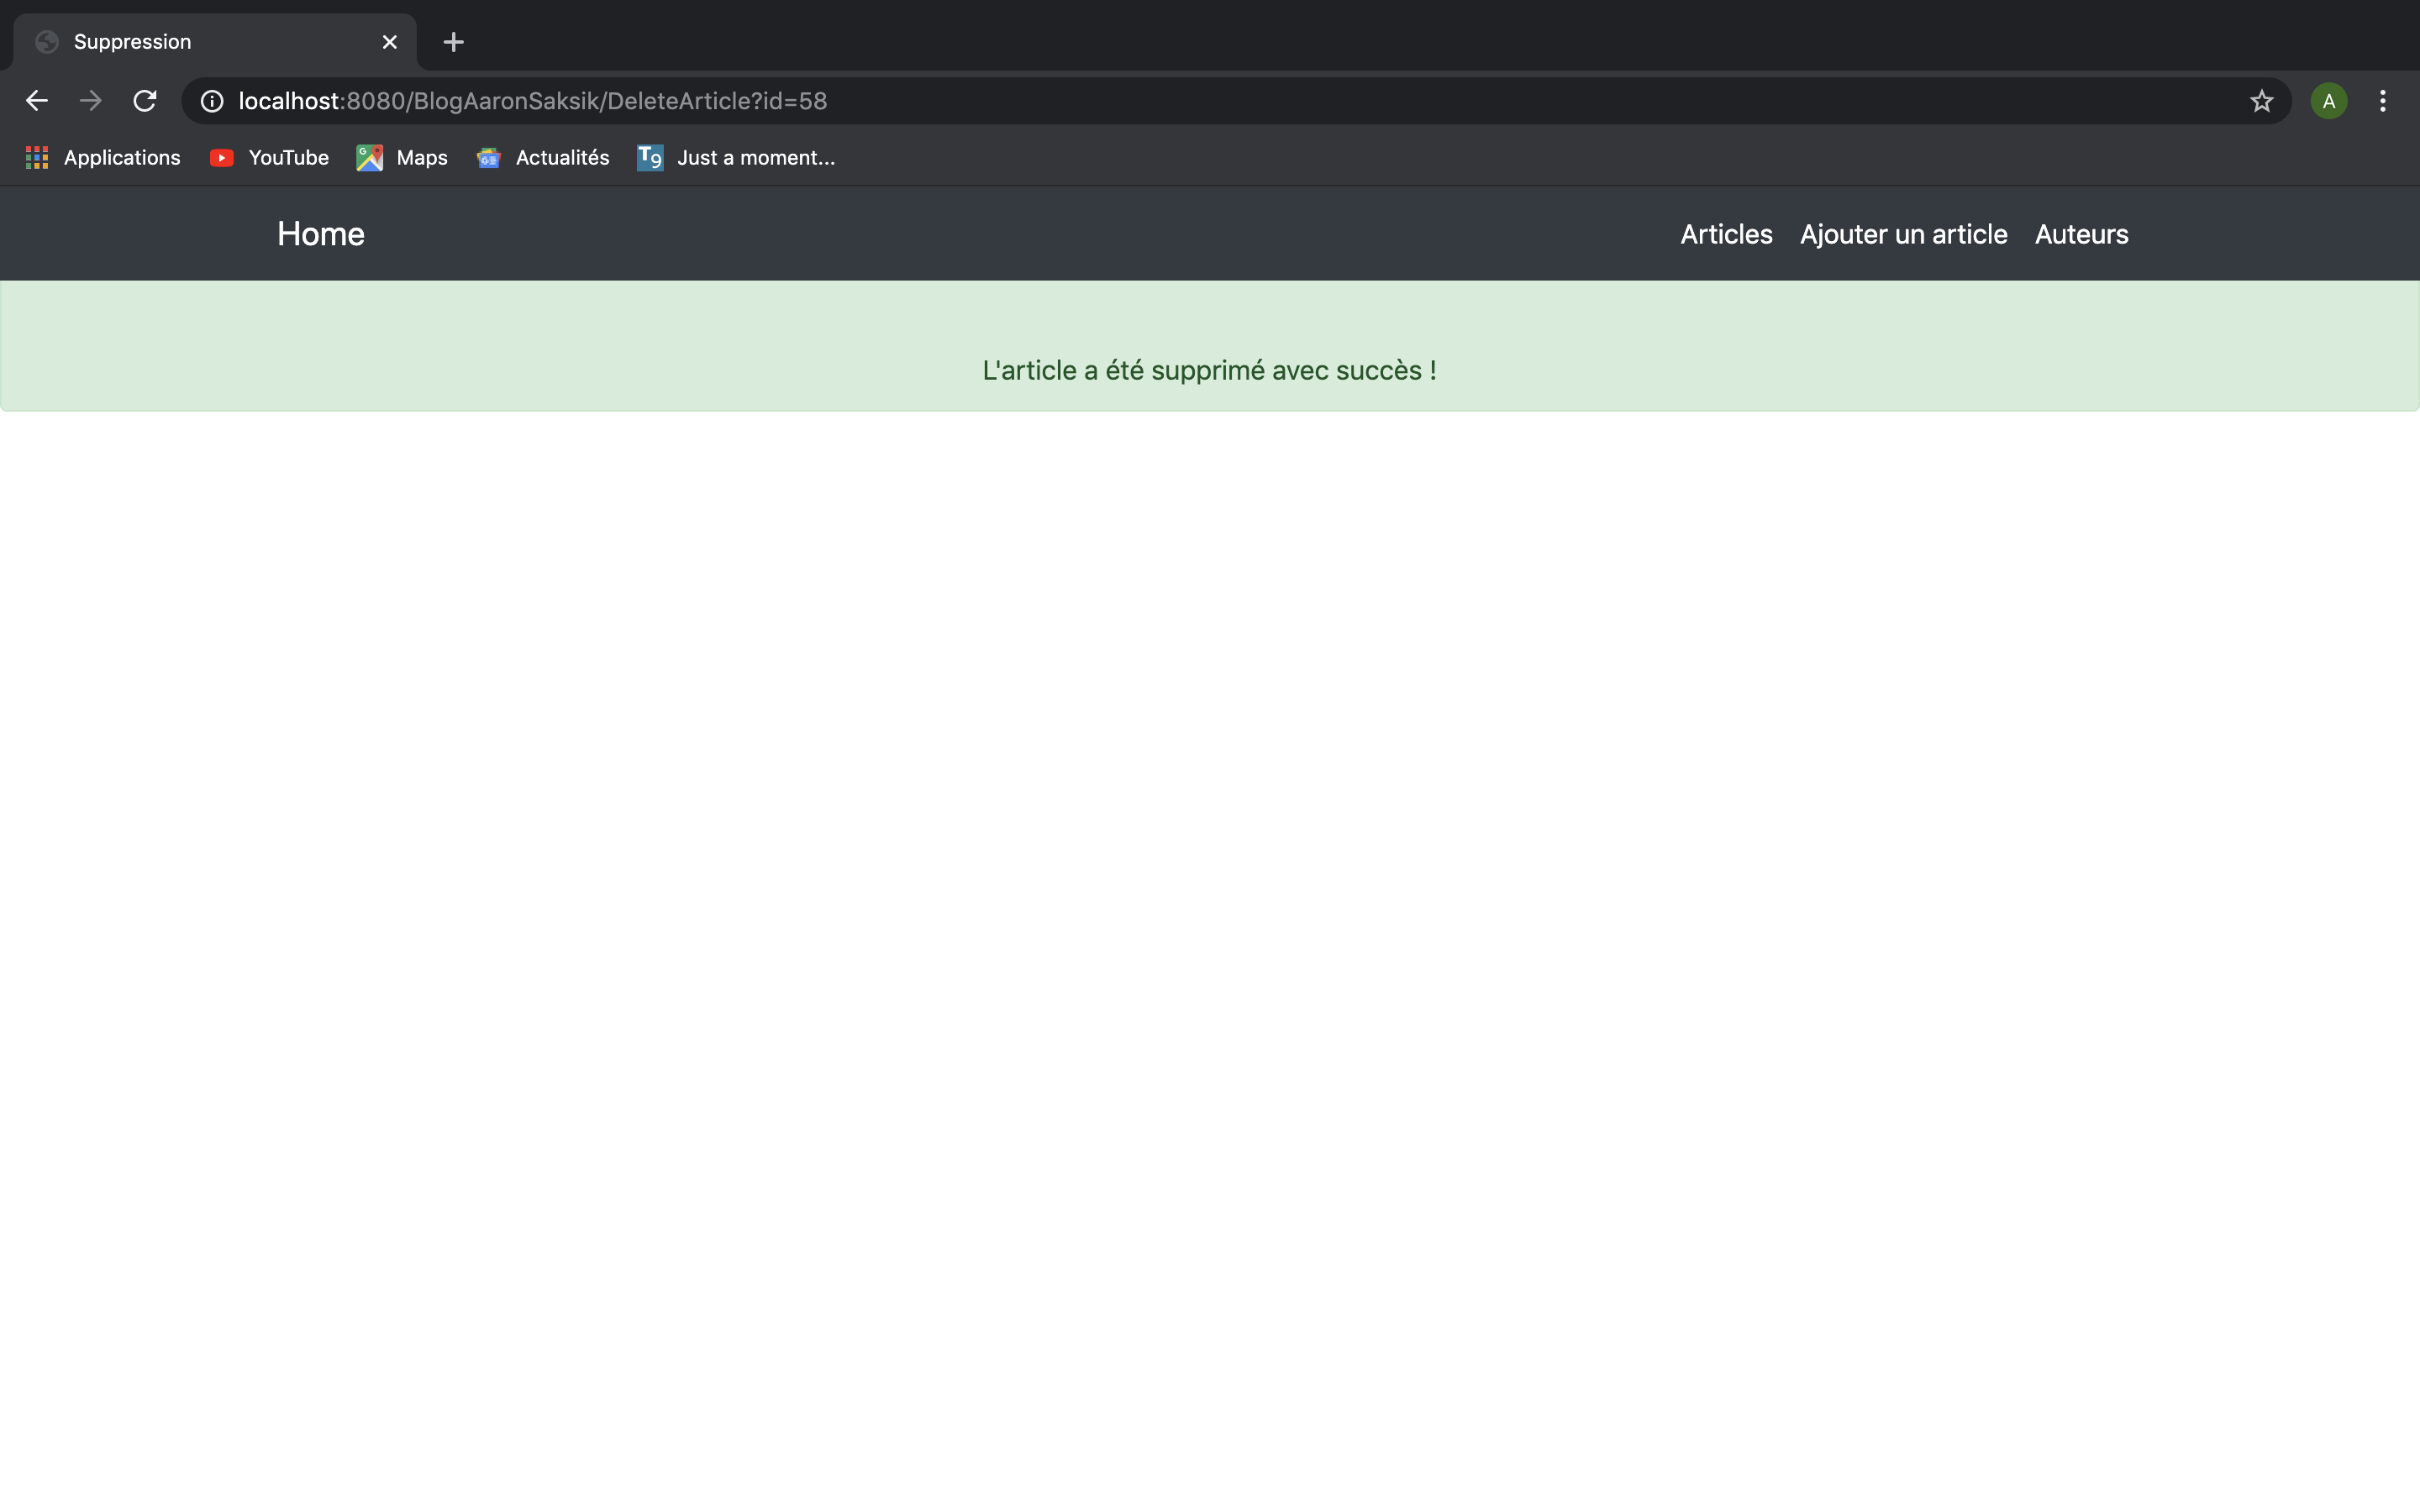 Suppression
localhost:8080/BlogAaronSaksik/DeleteArticle?id=58
A
Applications
YouTube
Maps
Actualités
T9
Just a moment...
Home
Articles
Ajouter un article
Auteurs
L'article a été supprimé avec succès !